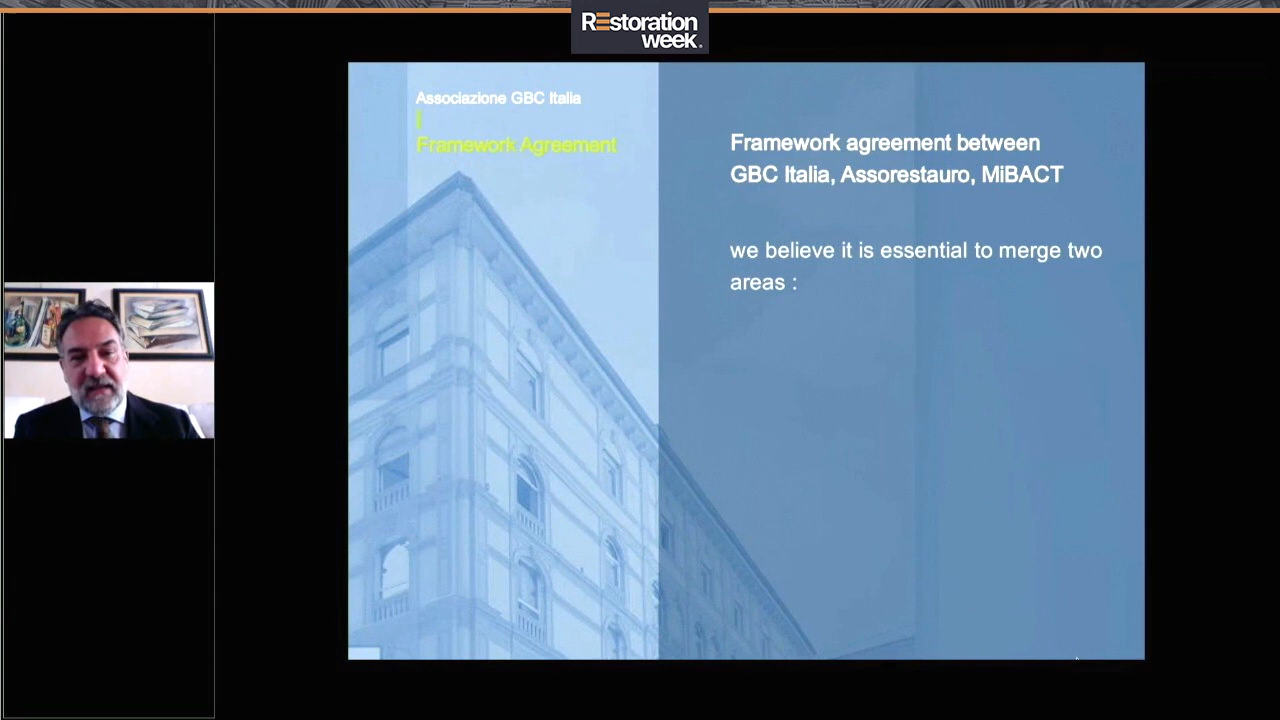 REstoration
week.
Associazione GBC Italia
|
Framework Agreement
Framework agreement between
GBC Italia, Assorestauro, MiBACT
we believe it is essential to merge two
areas :